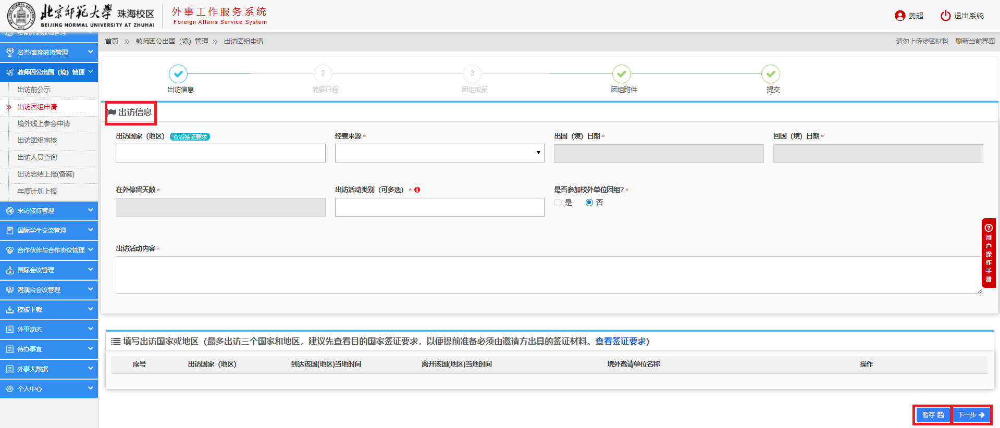 北京师范大学 珠海校区
BEIJING NORMAL UNIVERSITY AT ZHUHAI
1902
外事工作服务系统
Foreign Affairs Service System
姜超
退出系统
长期外籍教师管理
名誉/客座教授管理
教师因公出国（境）管理
出访前公示
出访团组申请
境外线上参会申请
出访团组审核
出访人员查询
出访总结上报(备案)
年度计划上报
来访接待管理
国际学生交流管理
合作伙伴与合作协议管理
国际会议管理
港澳台会议管理
模板下载
外事动态
待办事宜
外事大数据
个人中心
首页 » 教师因公出国（境）管理 » 出访团组申请
请勿上传涉密材料 刷新当前界面
出访信息
2
简要日程
3
团组成员
团组附件
提交
出访信息
出访国家（地区） *查看签证要求
经费来源*
出国（境）日期*
回国（境）日期*
在外停留天数*
出访活动类别（可多选） *
是否参加校外单位团组? *
是 否
出访活动内容*
用户操作手册
填写出访国家或地区（最多出访三个国家和地区，建议先查看目的国家签证要求，以便提前准备必须由邀请方出具的签证材料。查看签证要求)
序号 出访国家（地区） 到达该国(地区)当地时间 离开该国(地区)当地时间 境外邀请单位名称 操作
暂存 下一步